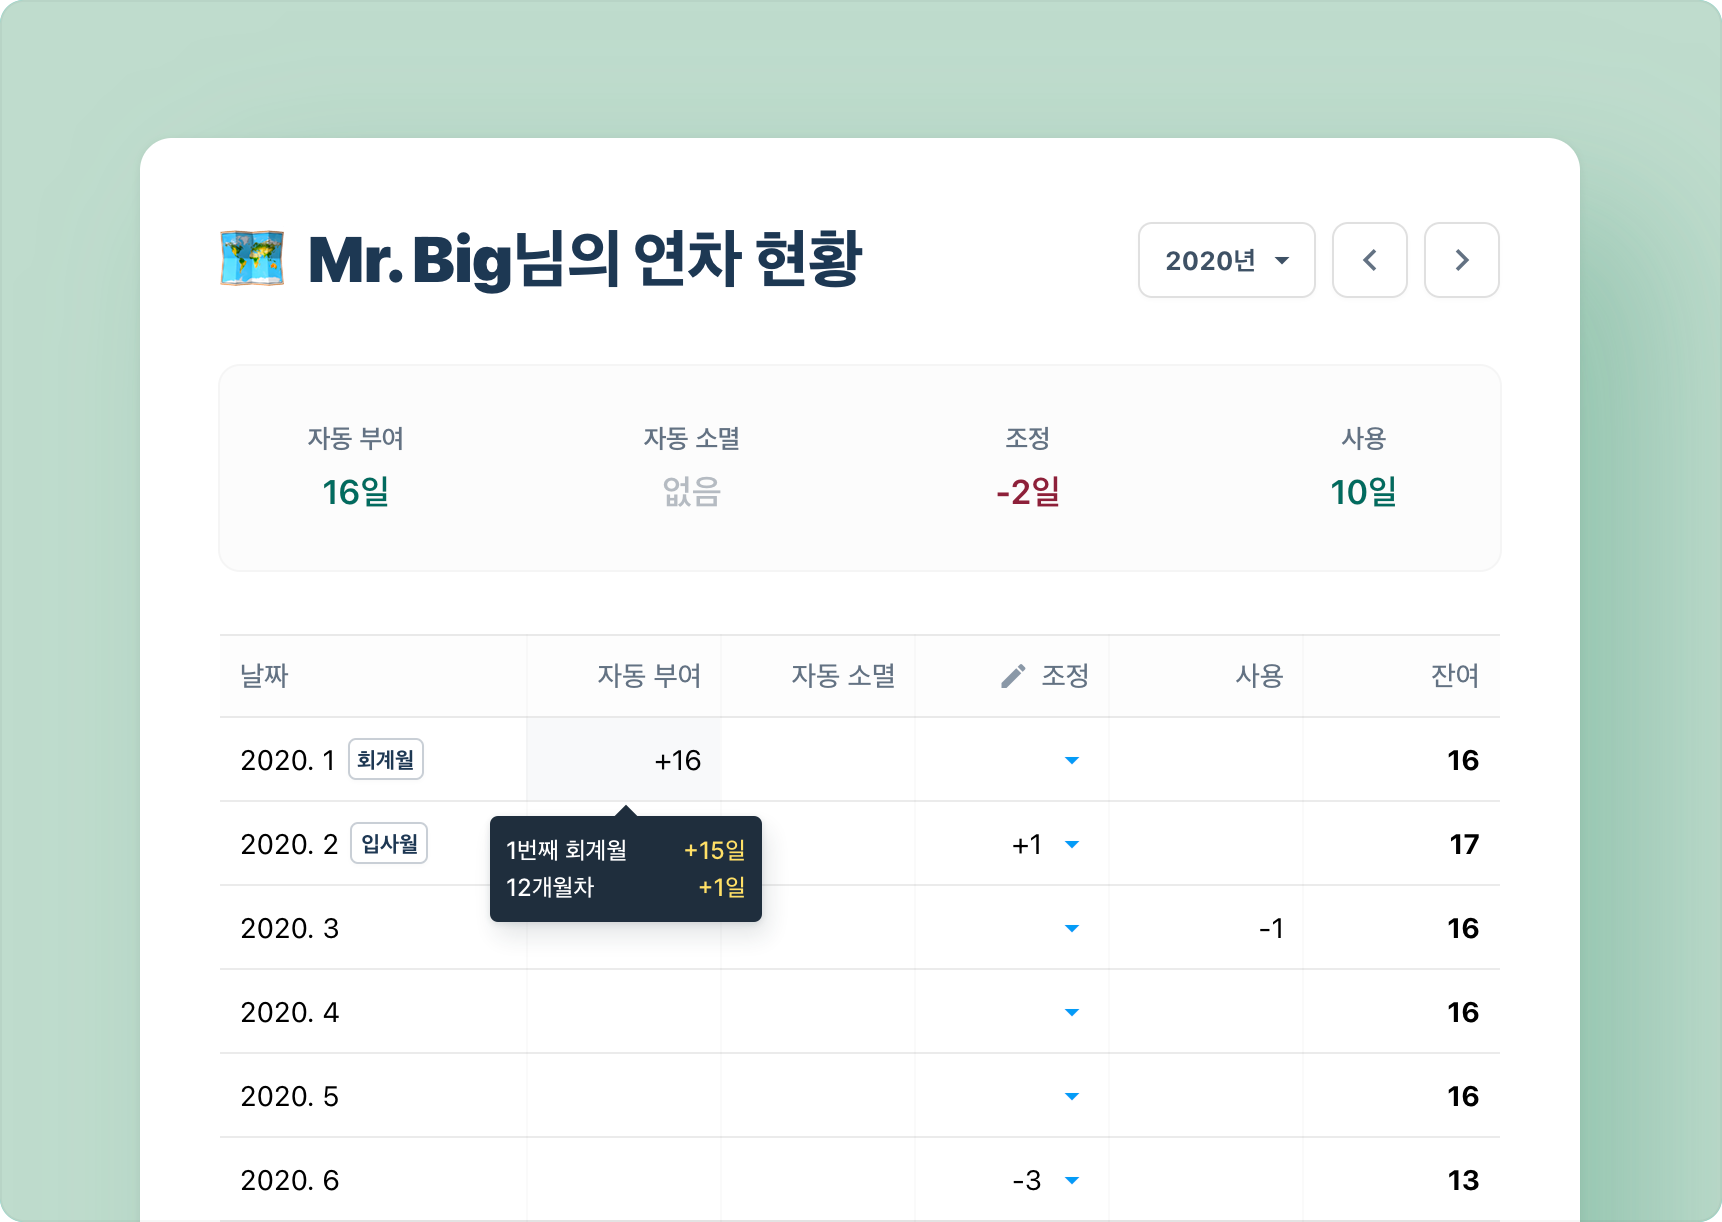 Mr. Big님의 연차 현황
2020년
자동 부여 자동 소멸 조정 사용
16일 없음 -2일 10일
날짜 자동 부여 자동 소멸 조정 사용 잔여
2020. 1 회계월 +16 16
2020. 2 입사월 +1 17
1번째 회계월 +15일
12개월차 +1일
2020. 3 -1 16
2020. 4 16
2020. 5 16
2020. 6 -3 13